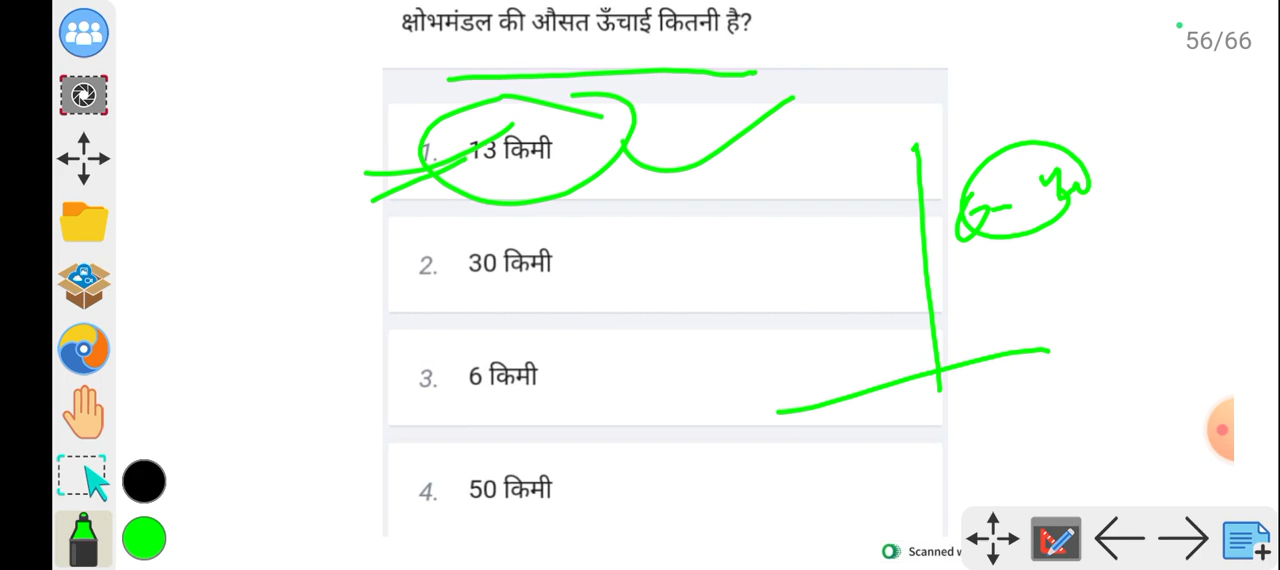 क्षोभमंडल की औसत ऊँचाई कितनी है?
56/66
1. 13 किमी
2. 30 किमी
3. 6 किमी
4. 50 किमी
Scanned